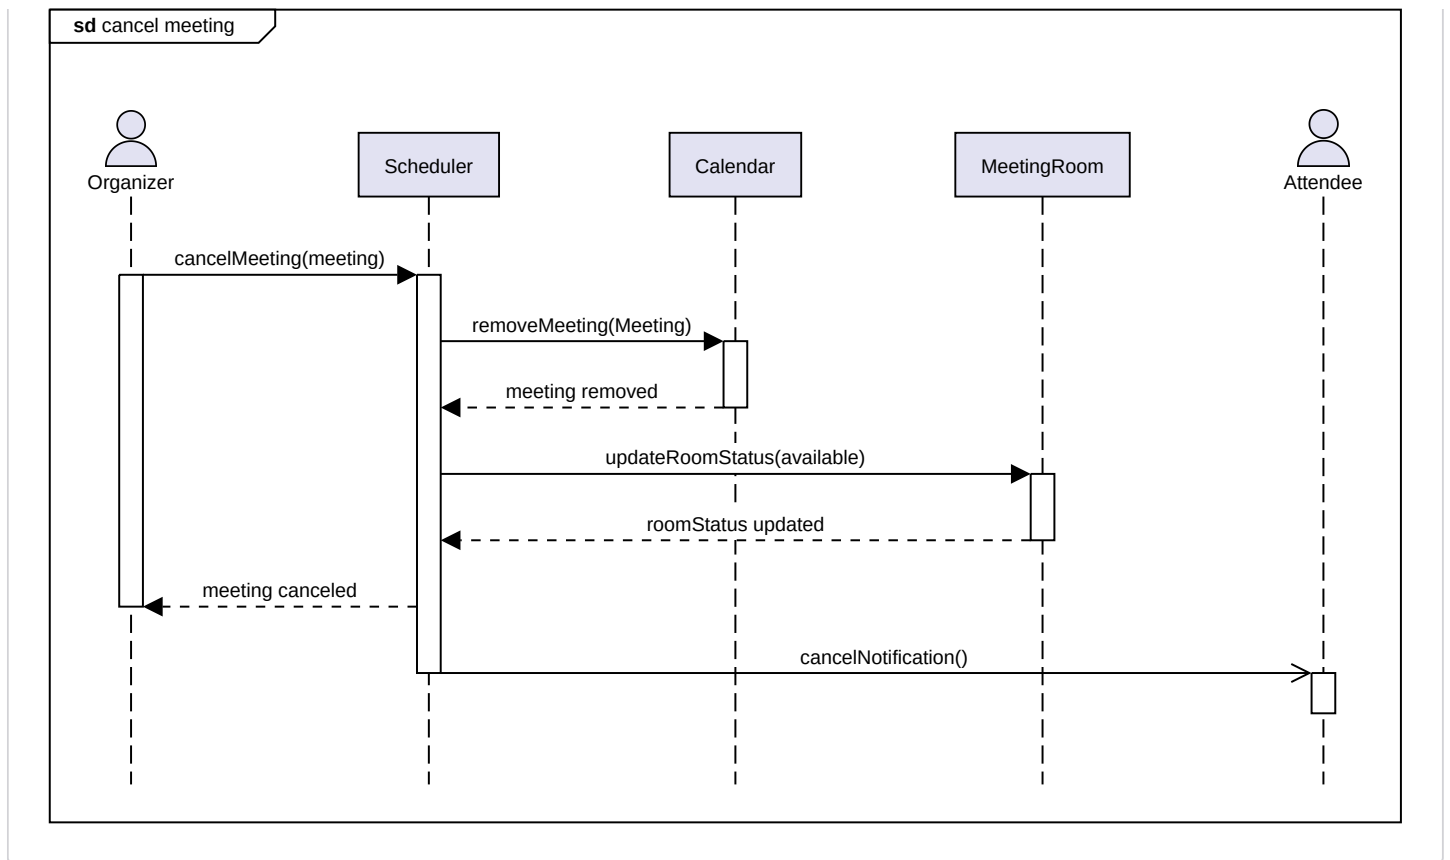 sd cancel meeting
Organizer
Scheduler
Calendar
MeetingRoom
Attendee
cancelMeeting(meeting)
removeMeeting(Meeting)
meeting removed
updateRoomStatus(available)
roomStatus updated
meeting canceled
cancelNotification()